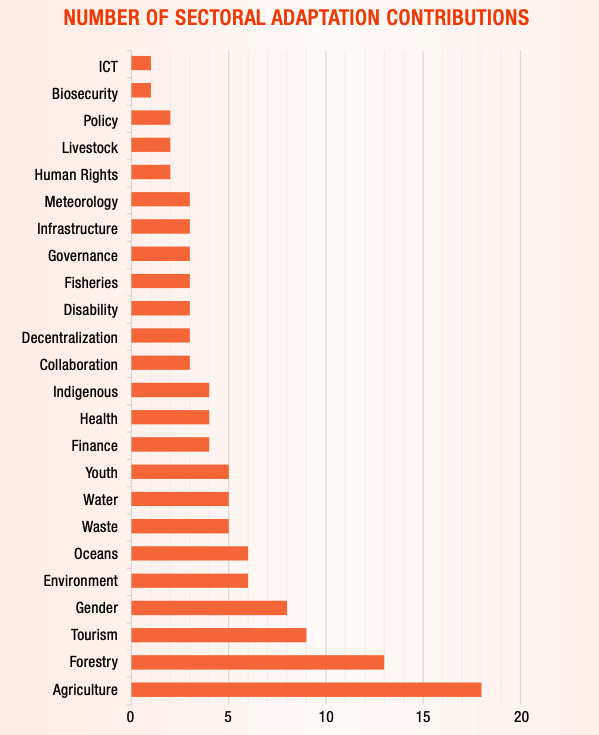 NUMBER OF SECTORAL ADAPTATION CONTRIBUTIONS
ICT
Biosecurity
Policy
Livestock
Human Rights
Meteorology
Infrastructure
Governance
Fisheries
Disability
Decentralization
Collaboration
Indigenous
Health
Finance
Youth
Water
Waste
Oceans
Environment
Gender
Tourism
Forestry
Agriculture
0 5 10 15 20